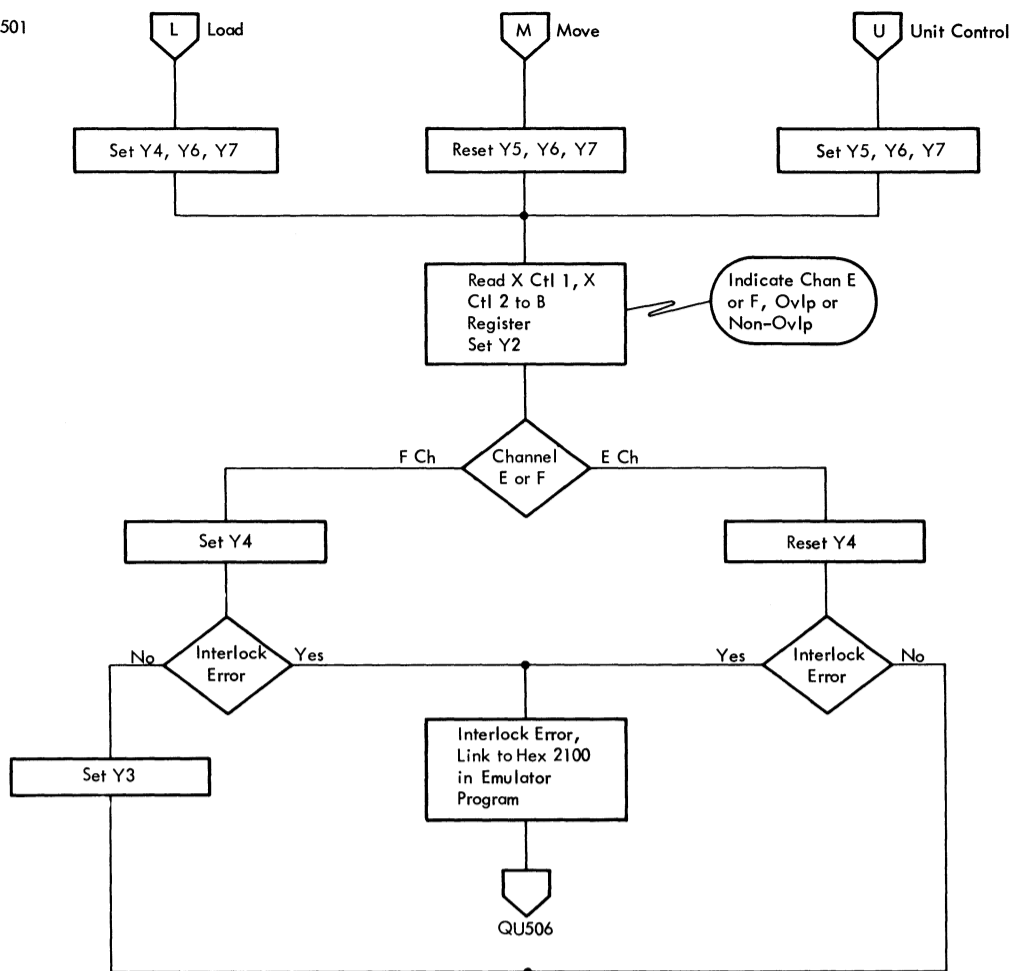 501
L Load
M Move
U Unit Control
Set Y4, Y6, Y7
Reset Y5, Y6, Y7
Set Y5, Y6, Y7
Read X Ctl 1, X
Ctl 2 to B
Register
Set Y2
Indicate Chan E
or F, Ovlp or
Non-Ovlp
F Ch
Channel
E or F
E Ch
Set Y4
Reset Y4
No
Interlock
Error
Yes
Yes
Interlock
Error
No
Set Y3
Interlock Error,
Link to Hex 2100
in Emulator
Program
QU506